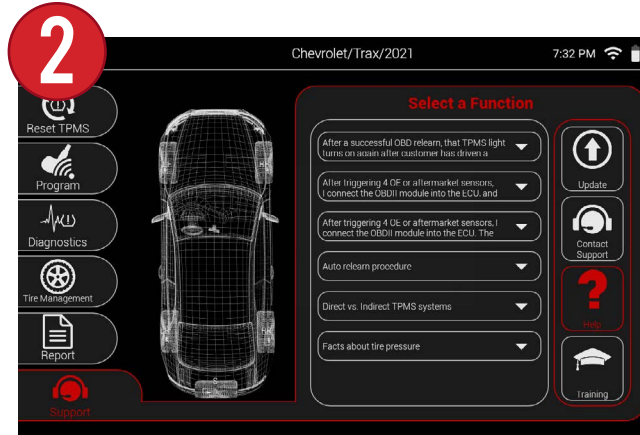 2
Chevrolet/Trax/2021
7:32 PM
Reset TPMS
Program
Diagnostics
Tire Management
Report
Support
Select a Function
After a successful OBD relearn, that TPMS light
turns on again after customer has driven a
After triggering 4 OE or aftermarket sensors,
I connect the OBDII module into the ECU. and
After triggering 4 OE or aftermarket sensors, I
connect the OBDII module into the ECU. The
Auto relearn procedure
Direct vs. Indirect TPMS systems
Facts about tire pressure
Update
Contact
Support
Help
Training